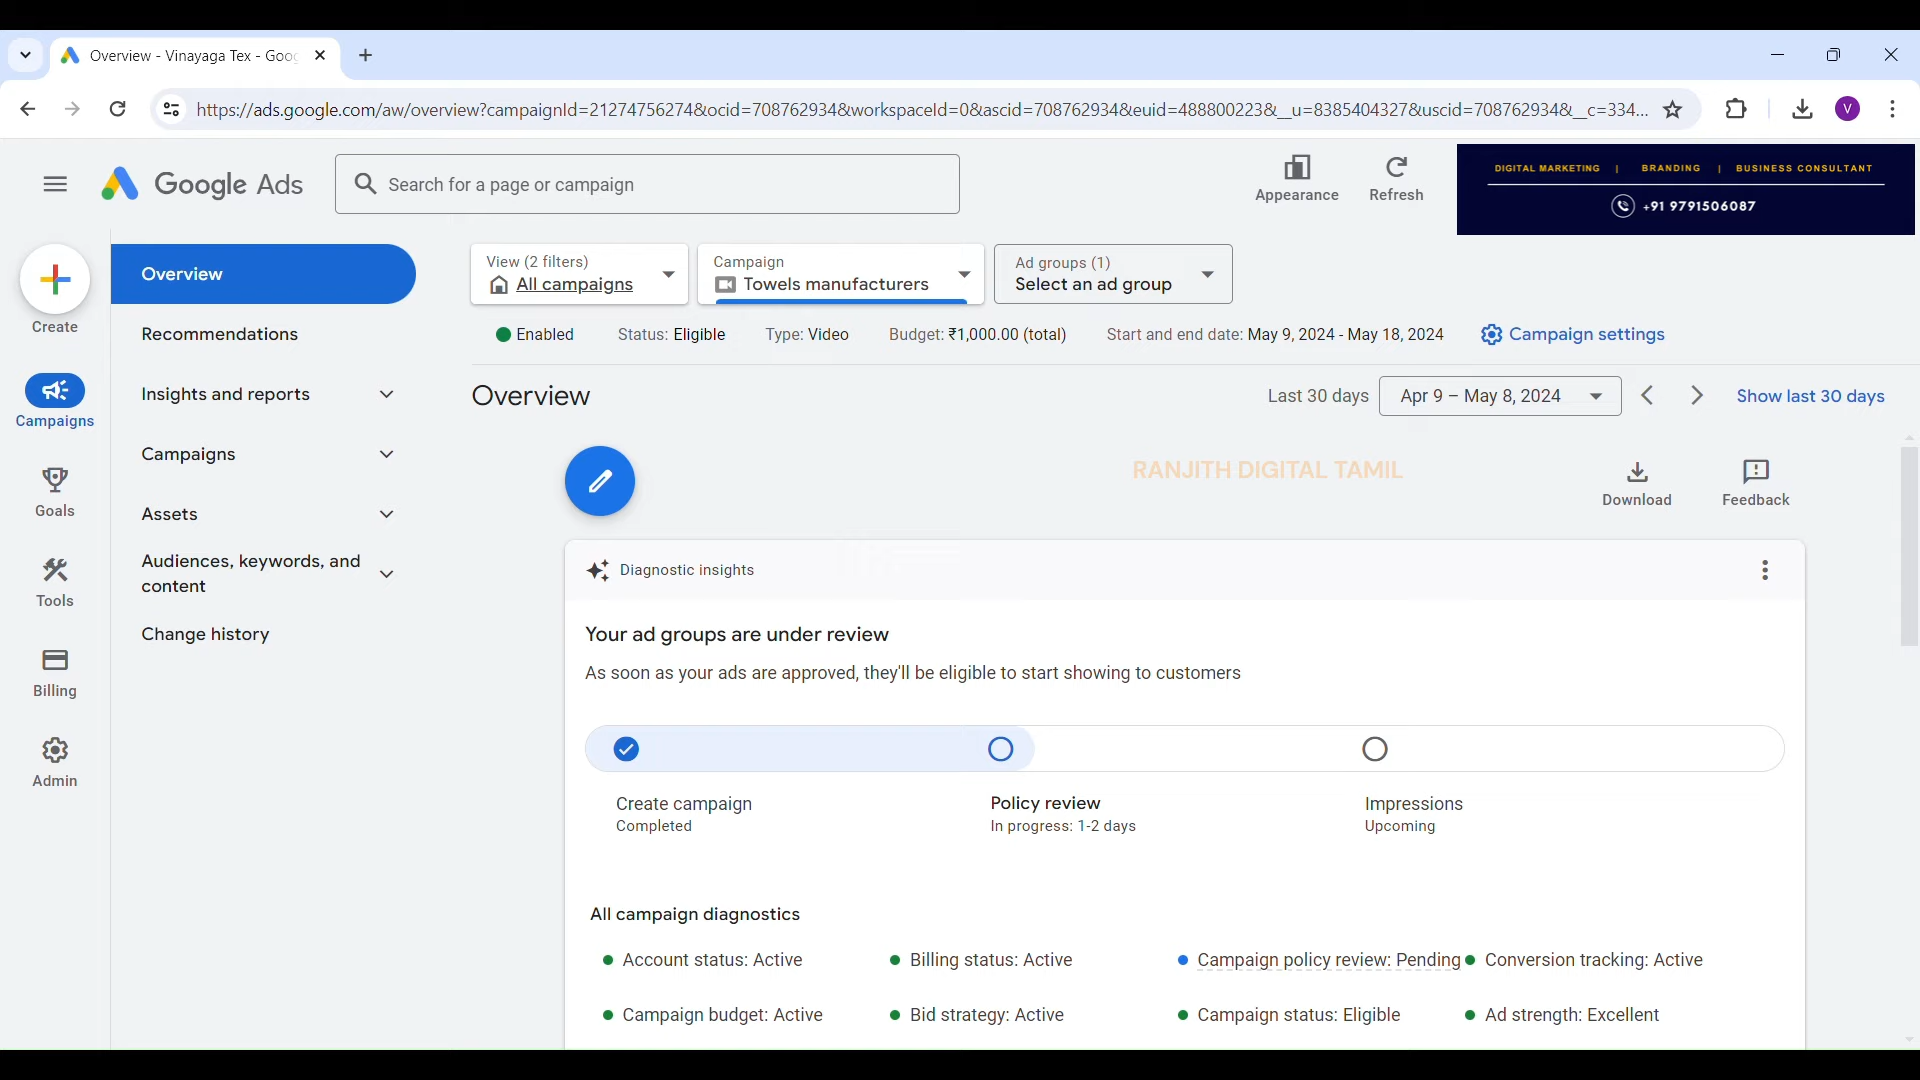 Overview - Vinayaga Tex - Goo
https://ads.google.com/aw/overview?campaignId=21274756274&ocid=708762934&workspaceId=0&ascid=708762934&euid=488800223&__u=8385404327&uscid=708762934&__c=334...
V
Google Ads
Search for a page or campaign
Appearance
Refresh
DIGITAL MARKETING | BRANDING | BUSINESS CONSULTANT
+91 9791506087
Create
Campaigns
Goals
Tools
Billing
Admin
Overview
Recommendations
Insights and reports
Campaigns
Assets
Audiences, keywords, and
content
Change history
View (2 filters)
All campaigns
Campaign
Towels manufacturers
Ad groups (1)
Select an ad group
Enabled Status: Eligible Type: Video Budget: ₹1,000.00 (total) Start and end date: May 9, 2024 - May 18, 2024 Campaign settings
Overview
Last 30 days Apr 9 – May 8, 2024 Show last 30 days
RANJITH DIGITAL TAMIL
Download
Feedback
Diagnostic insights
Your ad groups are under review
As soon as your ads are approved, they'll be eligible to start showing to customers
Create campaign
Completed
Policy review
In progress: 1-2 days
Impressions
Upcoming
All campaign diagnostics
Account status: Active Billing status: Active Campaign policy review: Pending Conversion tracking: Active
Campaign budget: Active Bid strategy: Active Campaign status: Eligible Ad strength: Excellent